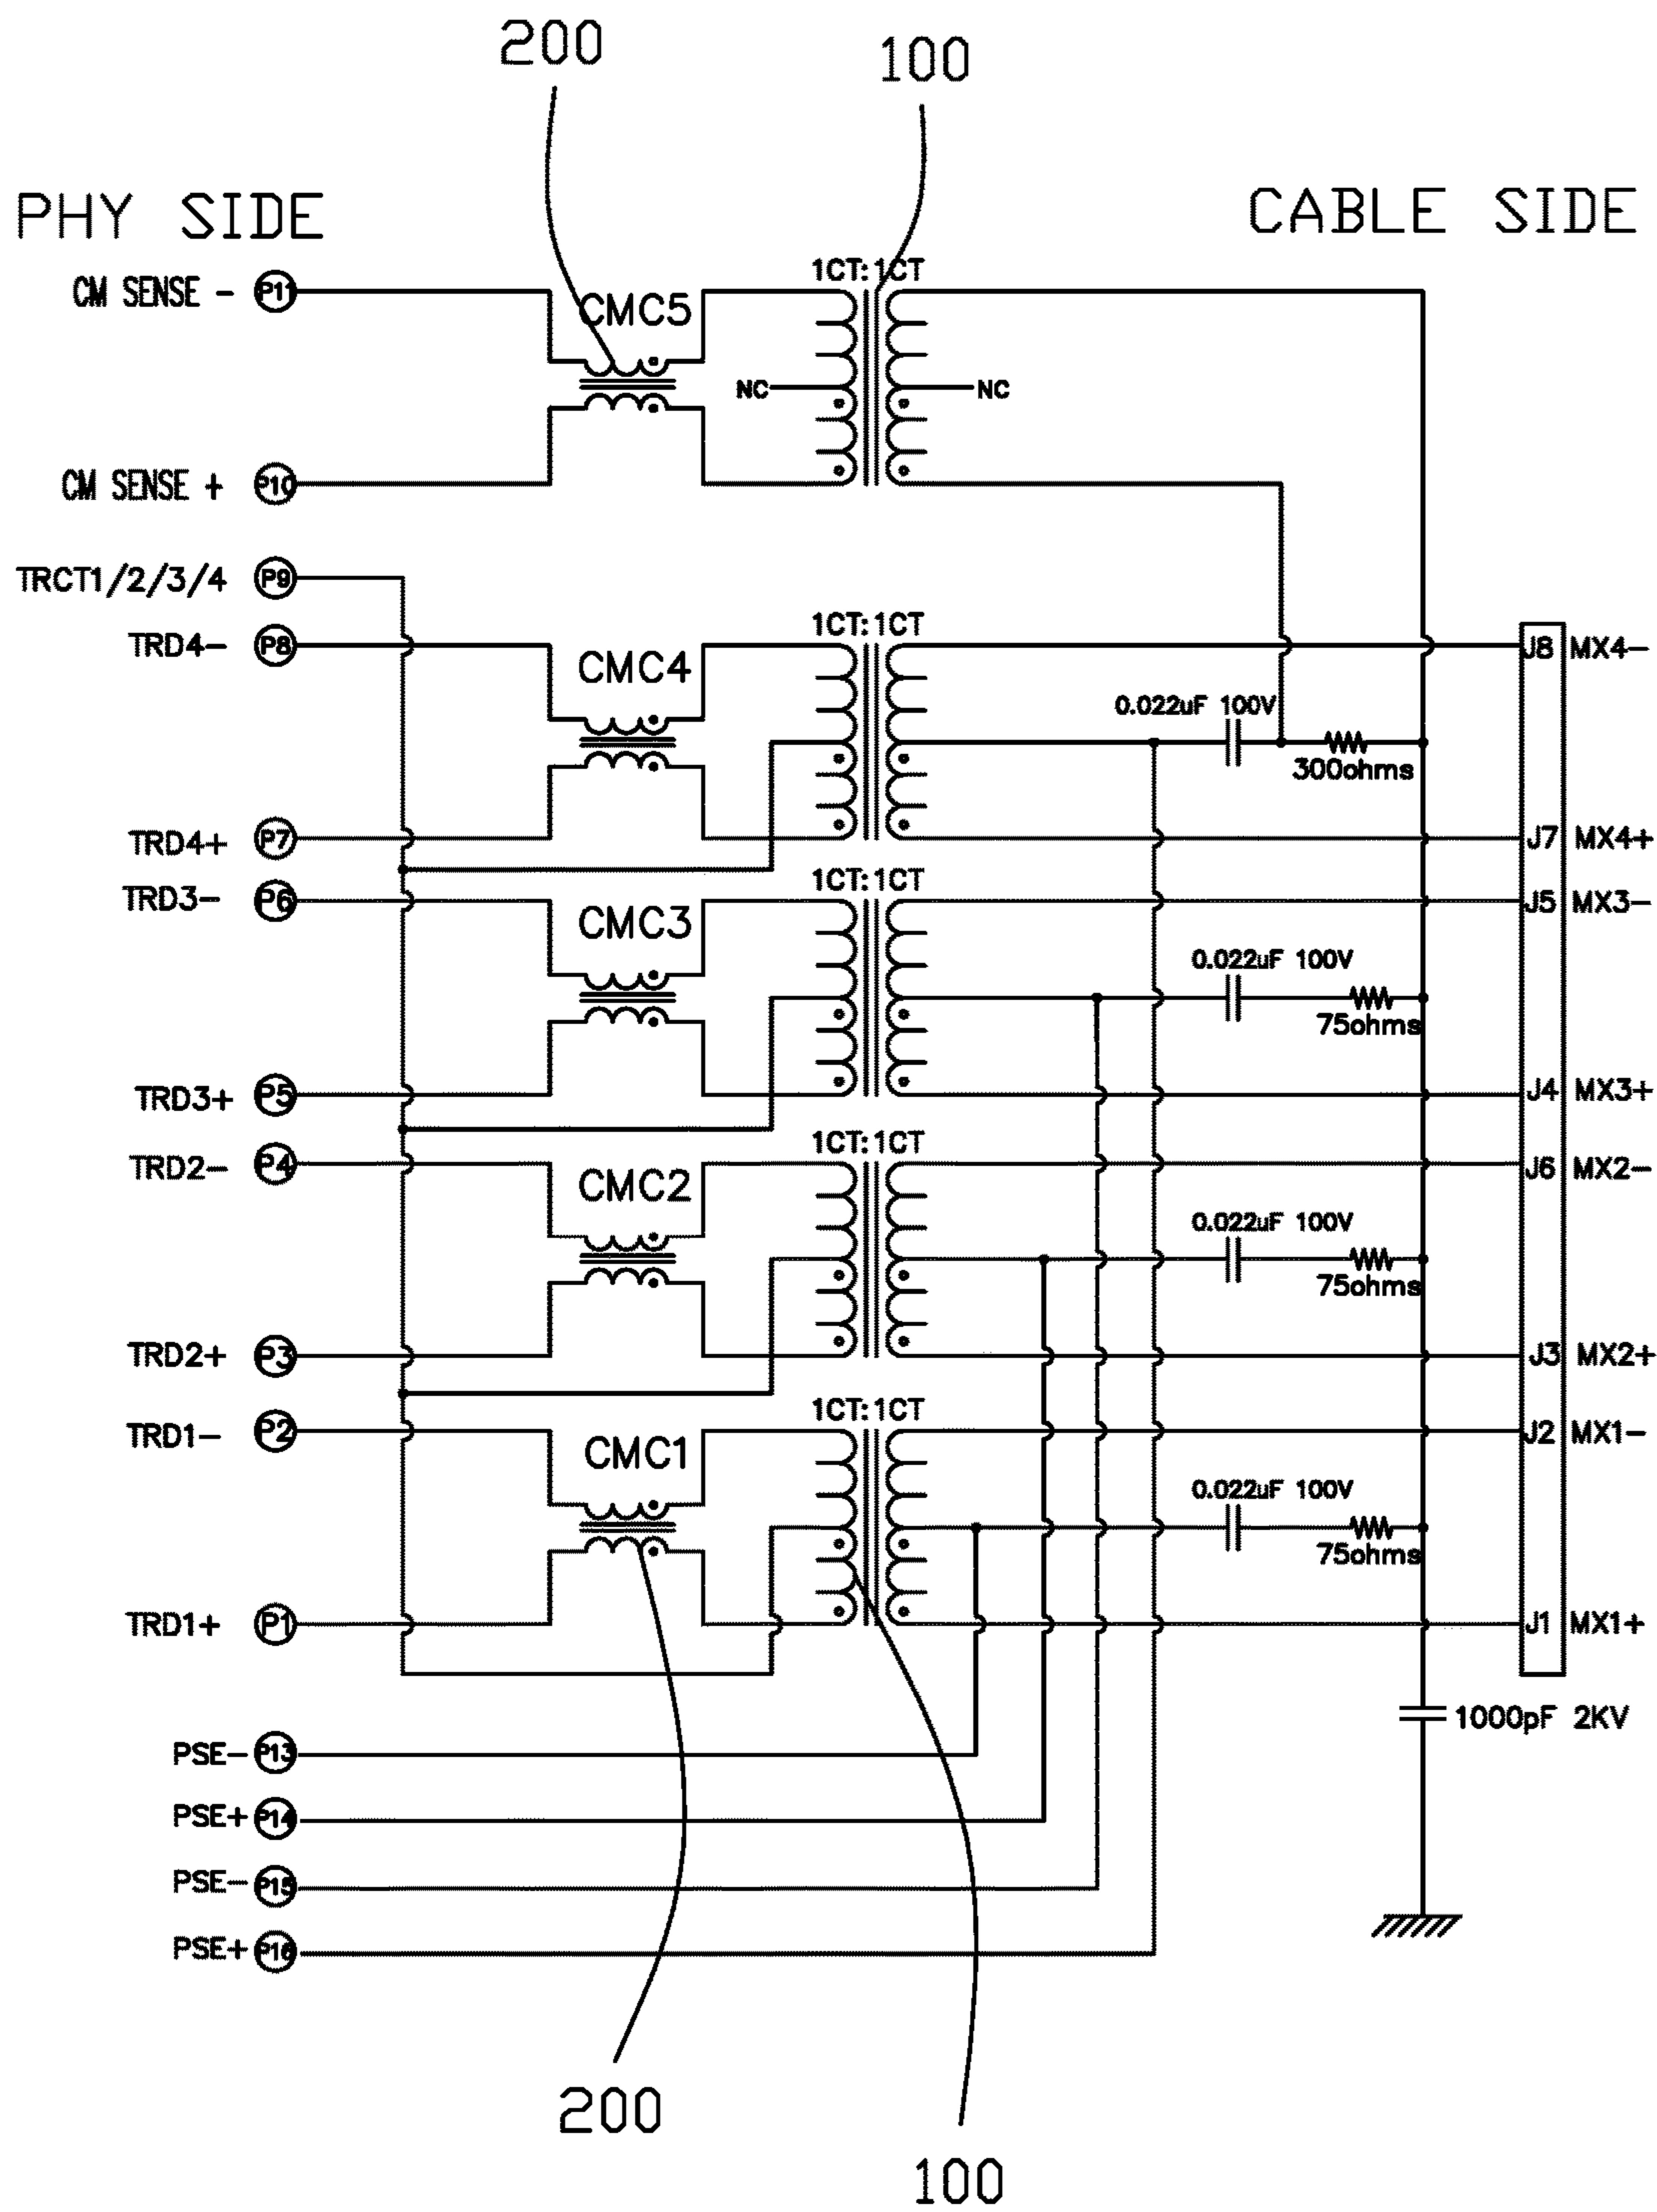 200 100
PHY SIDE CABLE SIDE
1CT:1CT
CM SENSE - P11
CMC5
NC NC
CM SENSE + P10
TRCT1/2/3/4 P9
1CT:1CT
TRD4- P8 J8 MX4-
CMC4
0.022uF 100V
300ohms
TRD4+ P7 J7 MX4+
1CT:1CT
TRD3- P6 J5 MX3-
CMC3
0.022uF 100V
75ohms
TRD3+ P5 J4 MX3+
1CT:1CT
TRD2- P4 J6 MX2-
CMC2
0.022uF 100V
75ohms
TRD2+ P3 J3 MX2+
1CT:1CT
TRD1- P2 J2 MX1-
CMC1
0.022uF 100V
75ohms
TRD1+ P1 J1 MX1+
1000pF 2KV
PSE- P13
PSE+ P14
PSE- P15
PSE+ P16
200
100